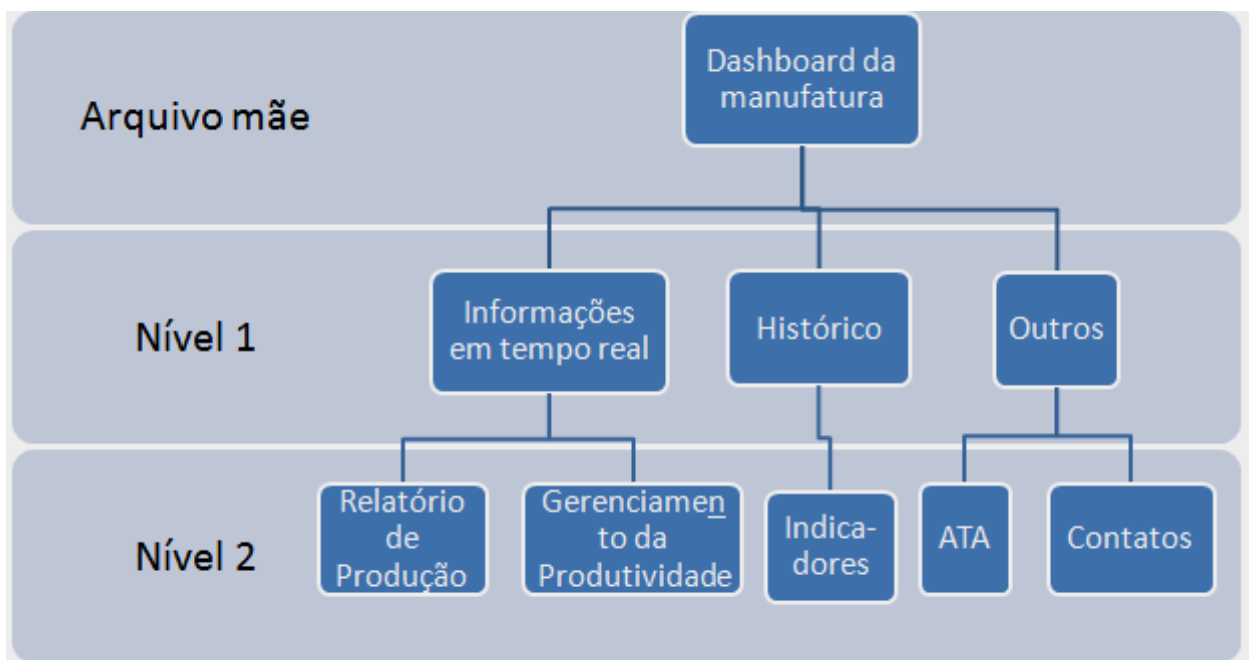 Dashboard da
manufatura
Arquivo mãe
Informações
em tempo real
Histórico
Outros
Nível 1
Relatório
de
Produção
Gerenciamen
to da
Produtividade
Indica-
dores
ATA
Contatos
Nível 2